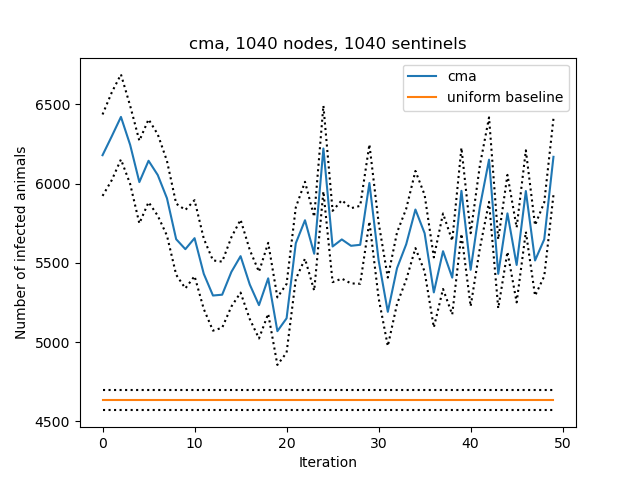 cma, 1040 nodes, 1040 sentinels
cma
uniform baseline
Number of infected animals
6500
6000
5500
5000
4500
0 10 20 30 40 50
Iteration